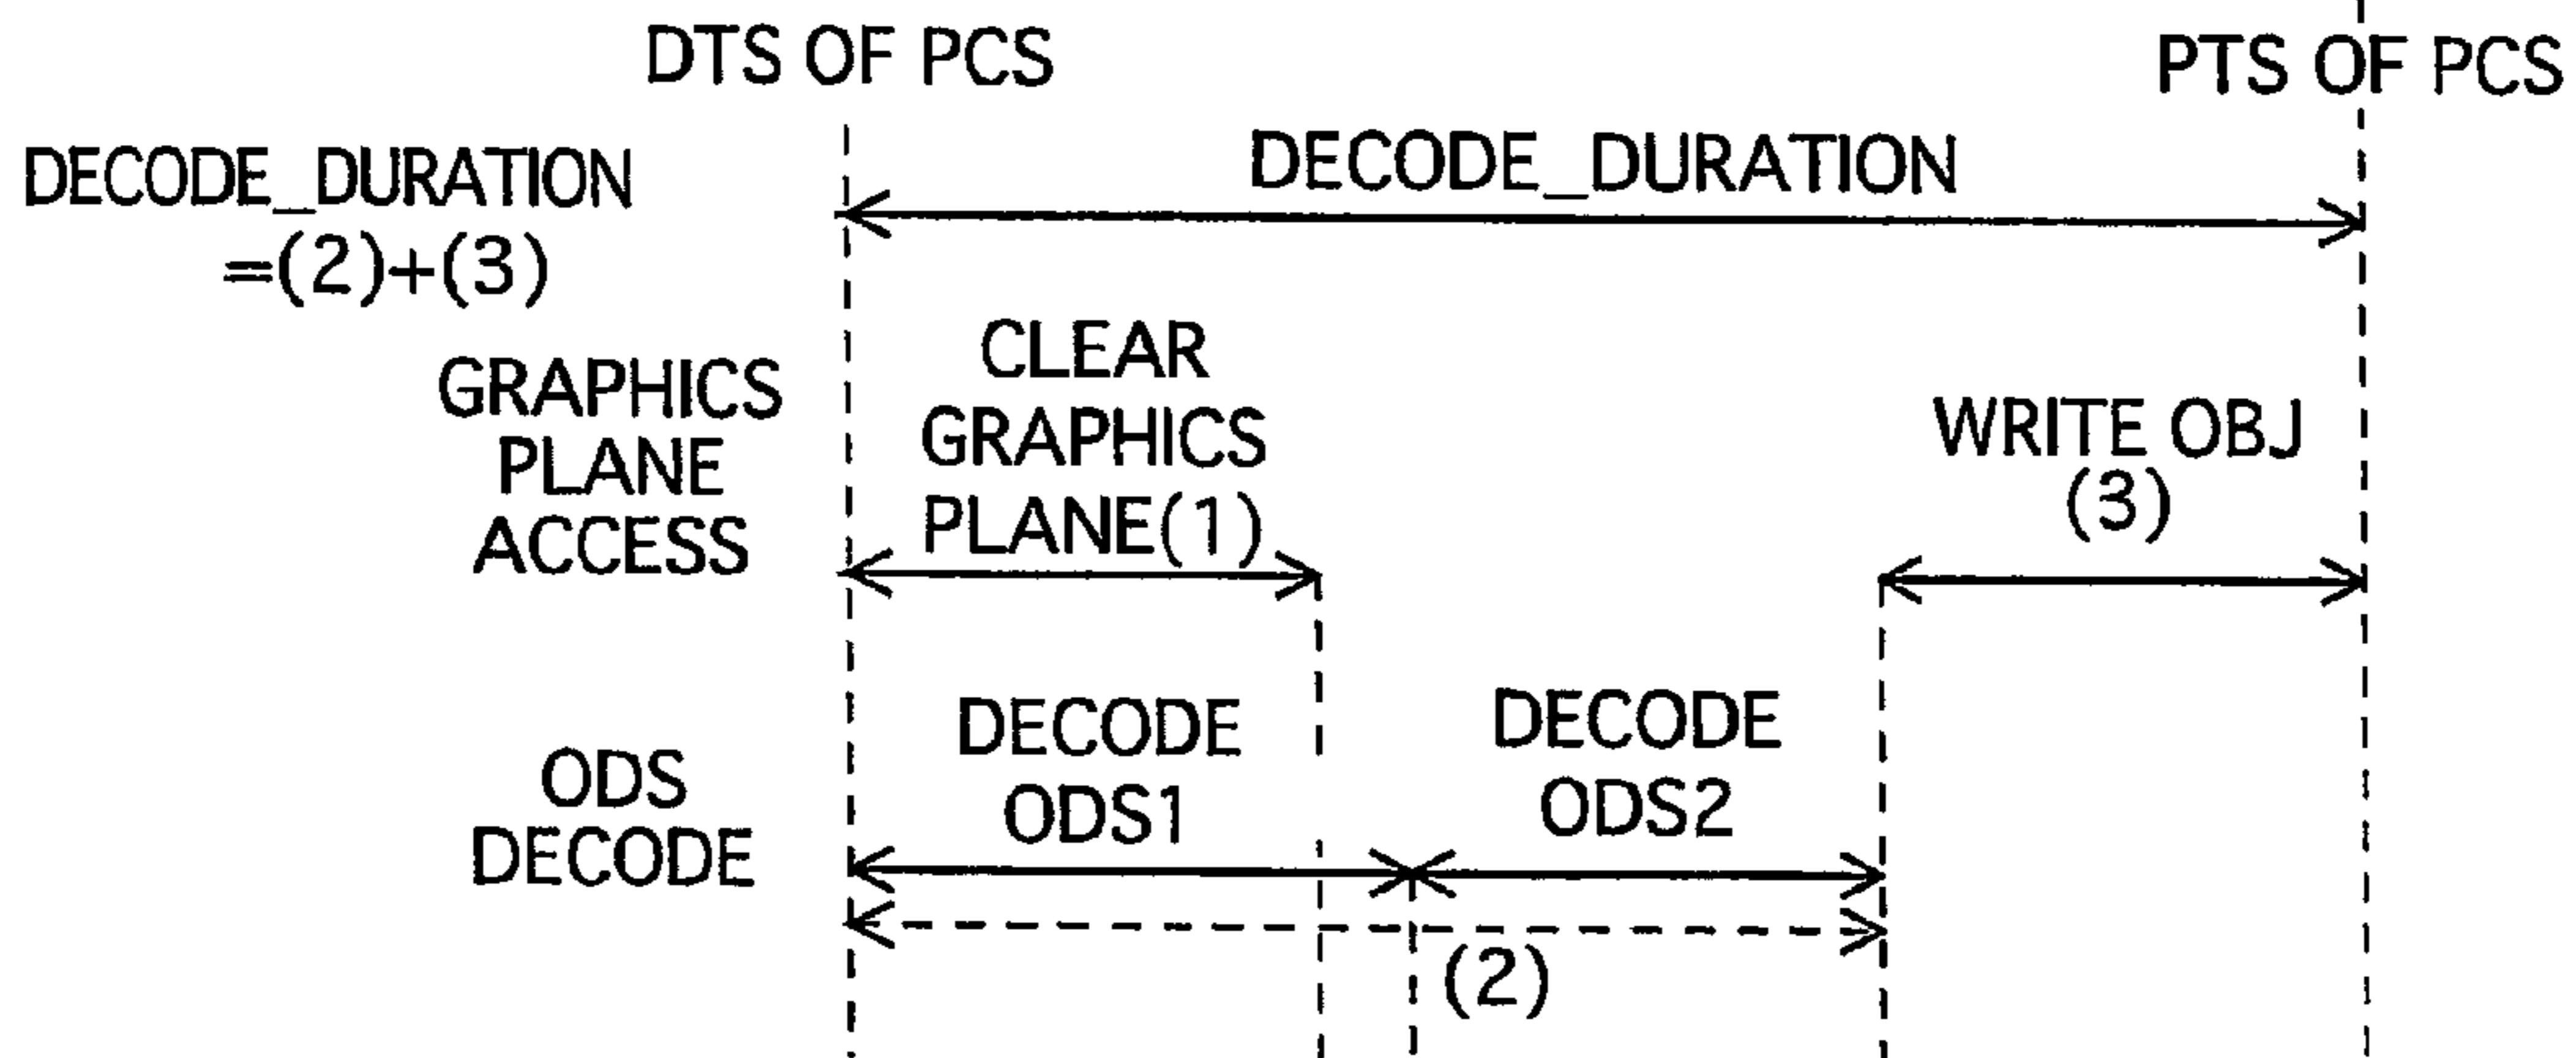 DTS OF PCS
PTS OF PCS
DECODE_DURATION
=(2)+(3)
DECODE_DURATION
GRAPHICS
PLANE
ACCESS
CLEAR
GRAPHICS
PLANE(1)
WRITE OBJ
(3)
ODS
DECODE
DECODE
ODS1
DECODE
ODS2
(2)